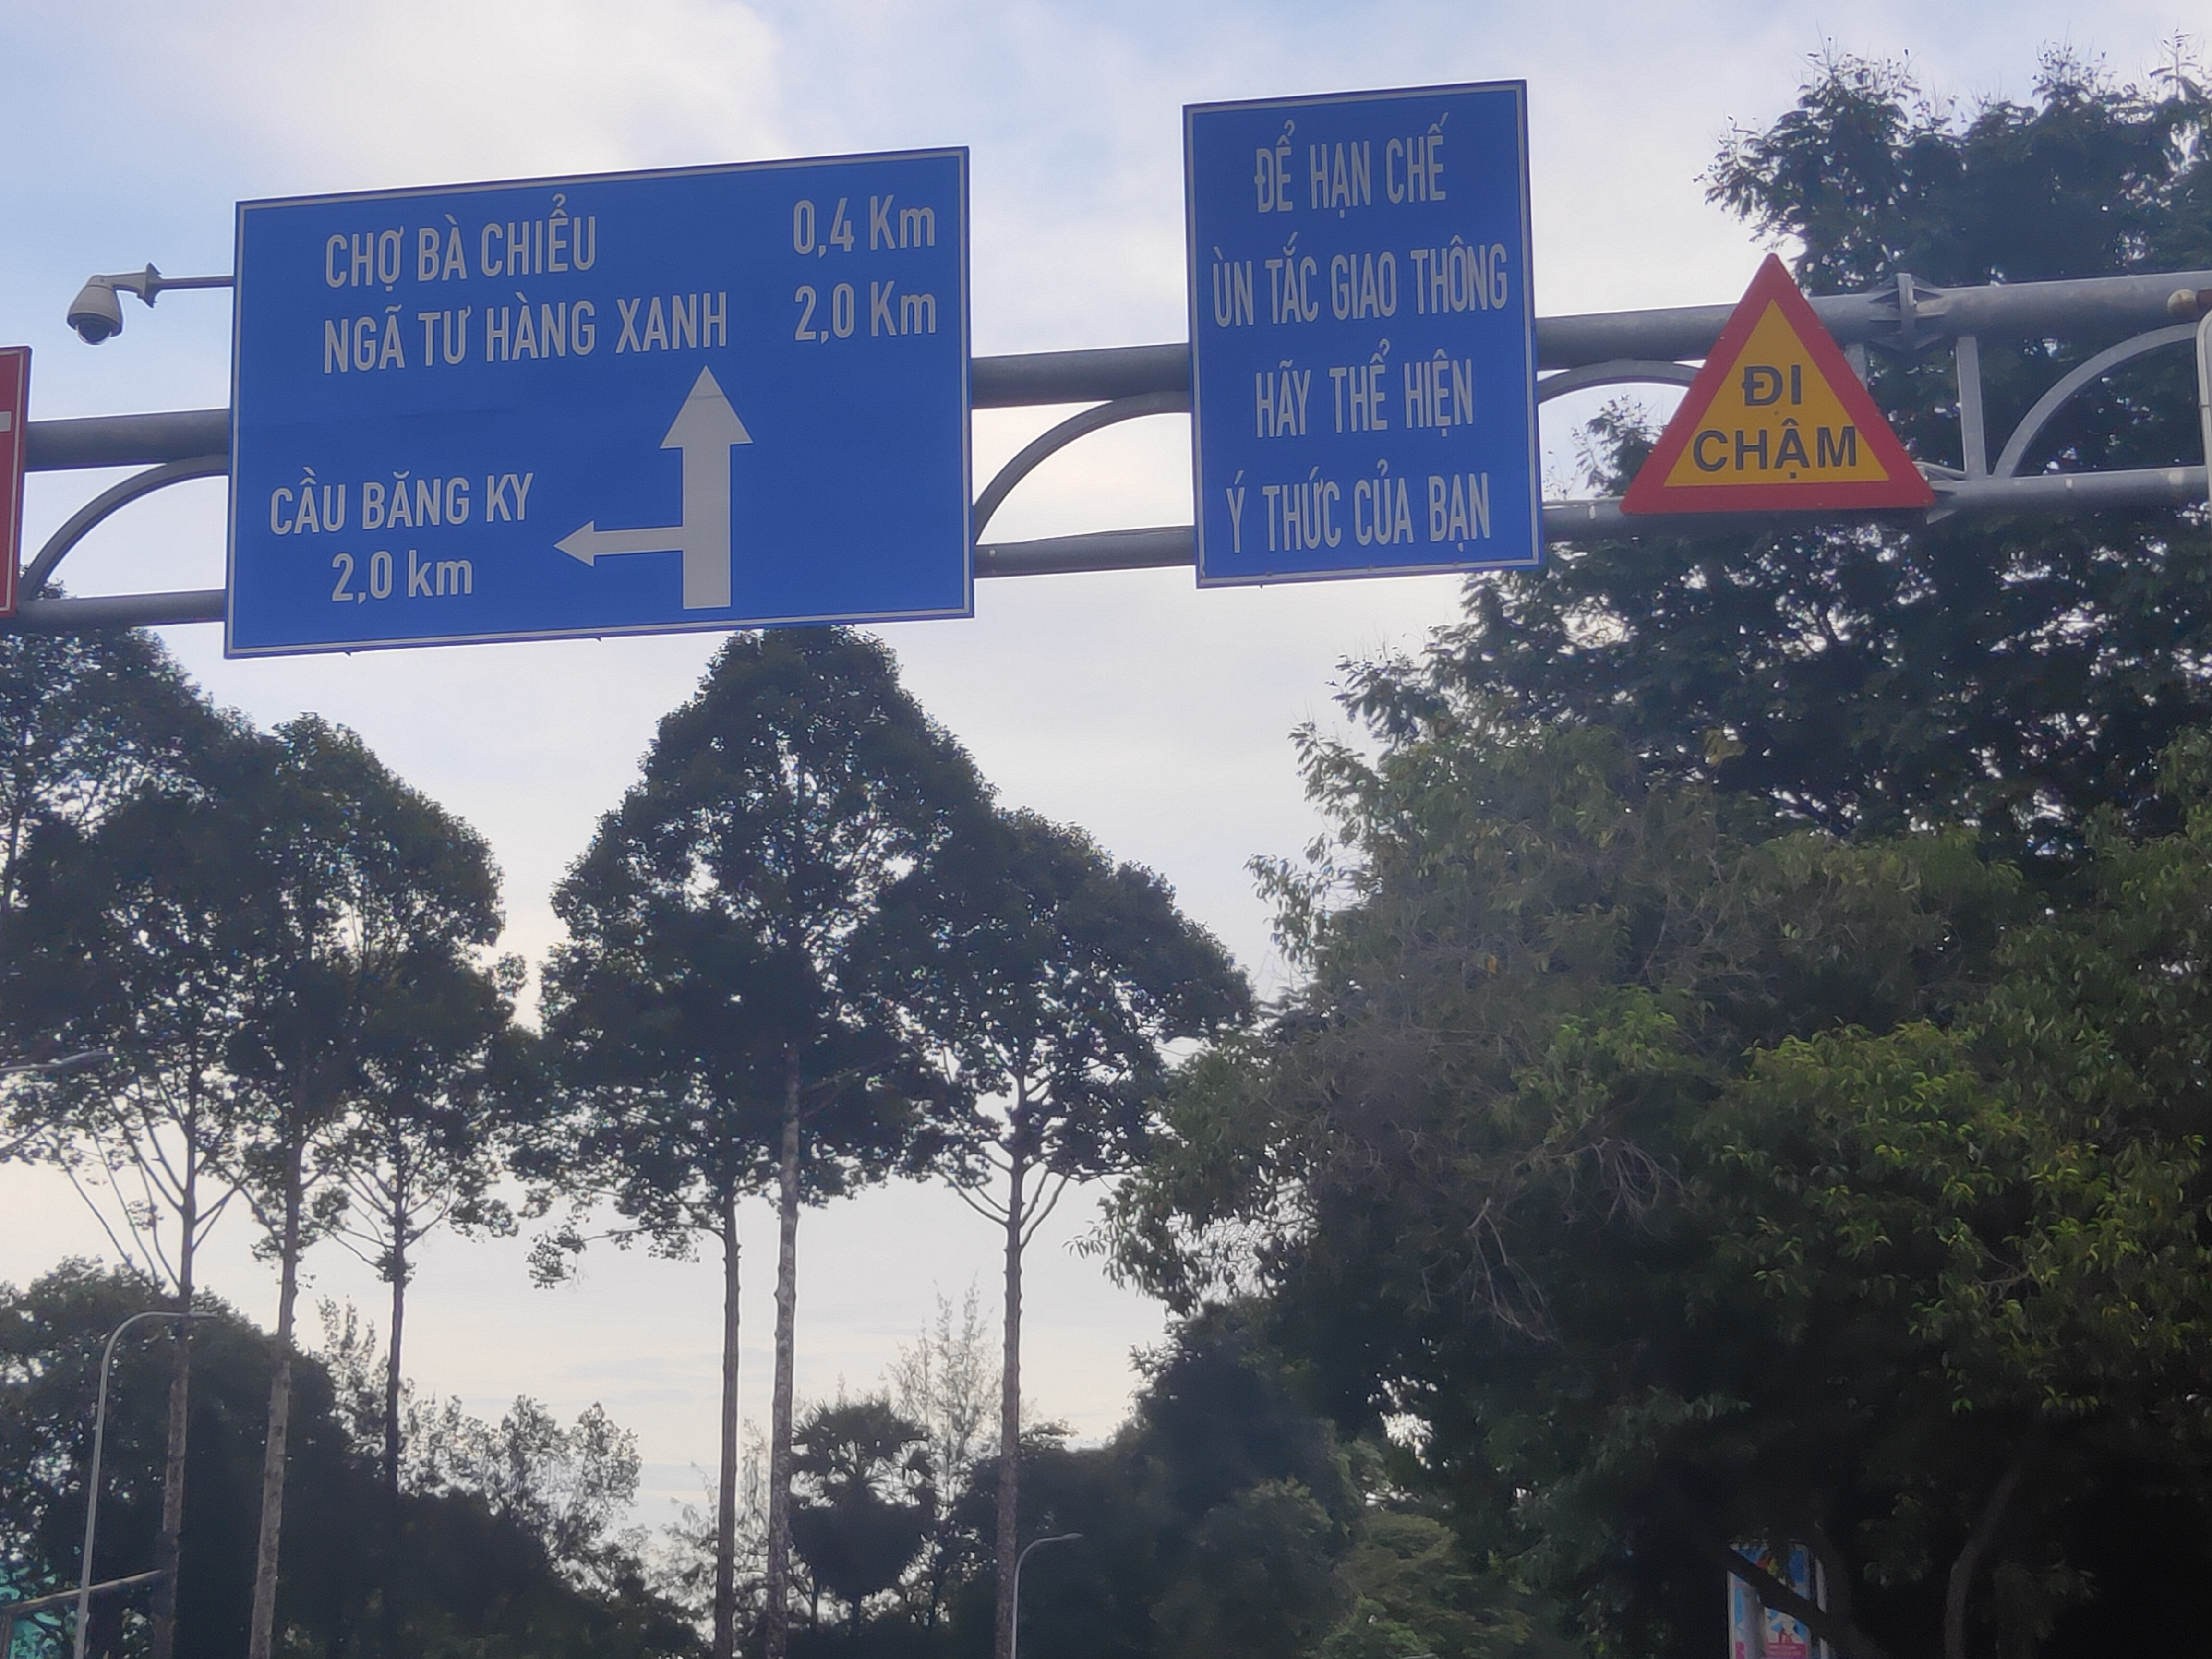 CHỢ BÀ CHIỂU 0,4 Km
NGÃ TƯ HÀNG XANH 2,0 Km
CẦU BĂNG KY
2,0 km
ĐỂ HẠN CHẾ
ÙN TẮC GIAO THÔNG
HÃY THỂ HIỆN
Ý THỨC CỦA BẠN
ĐI
CHẬM